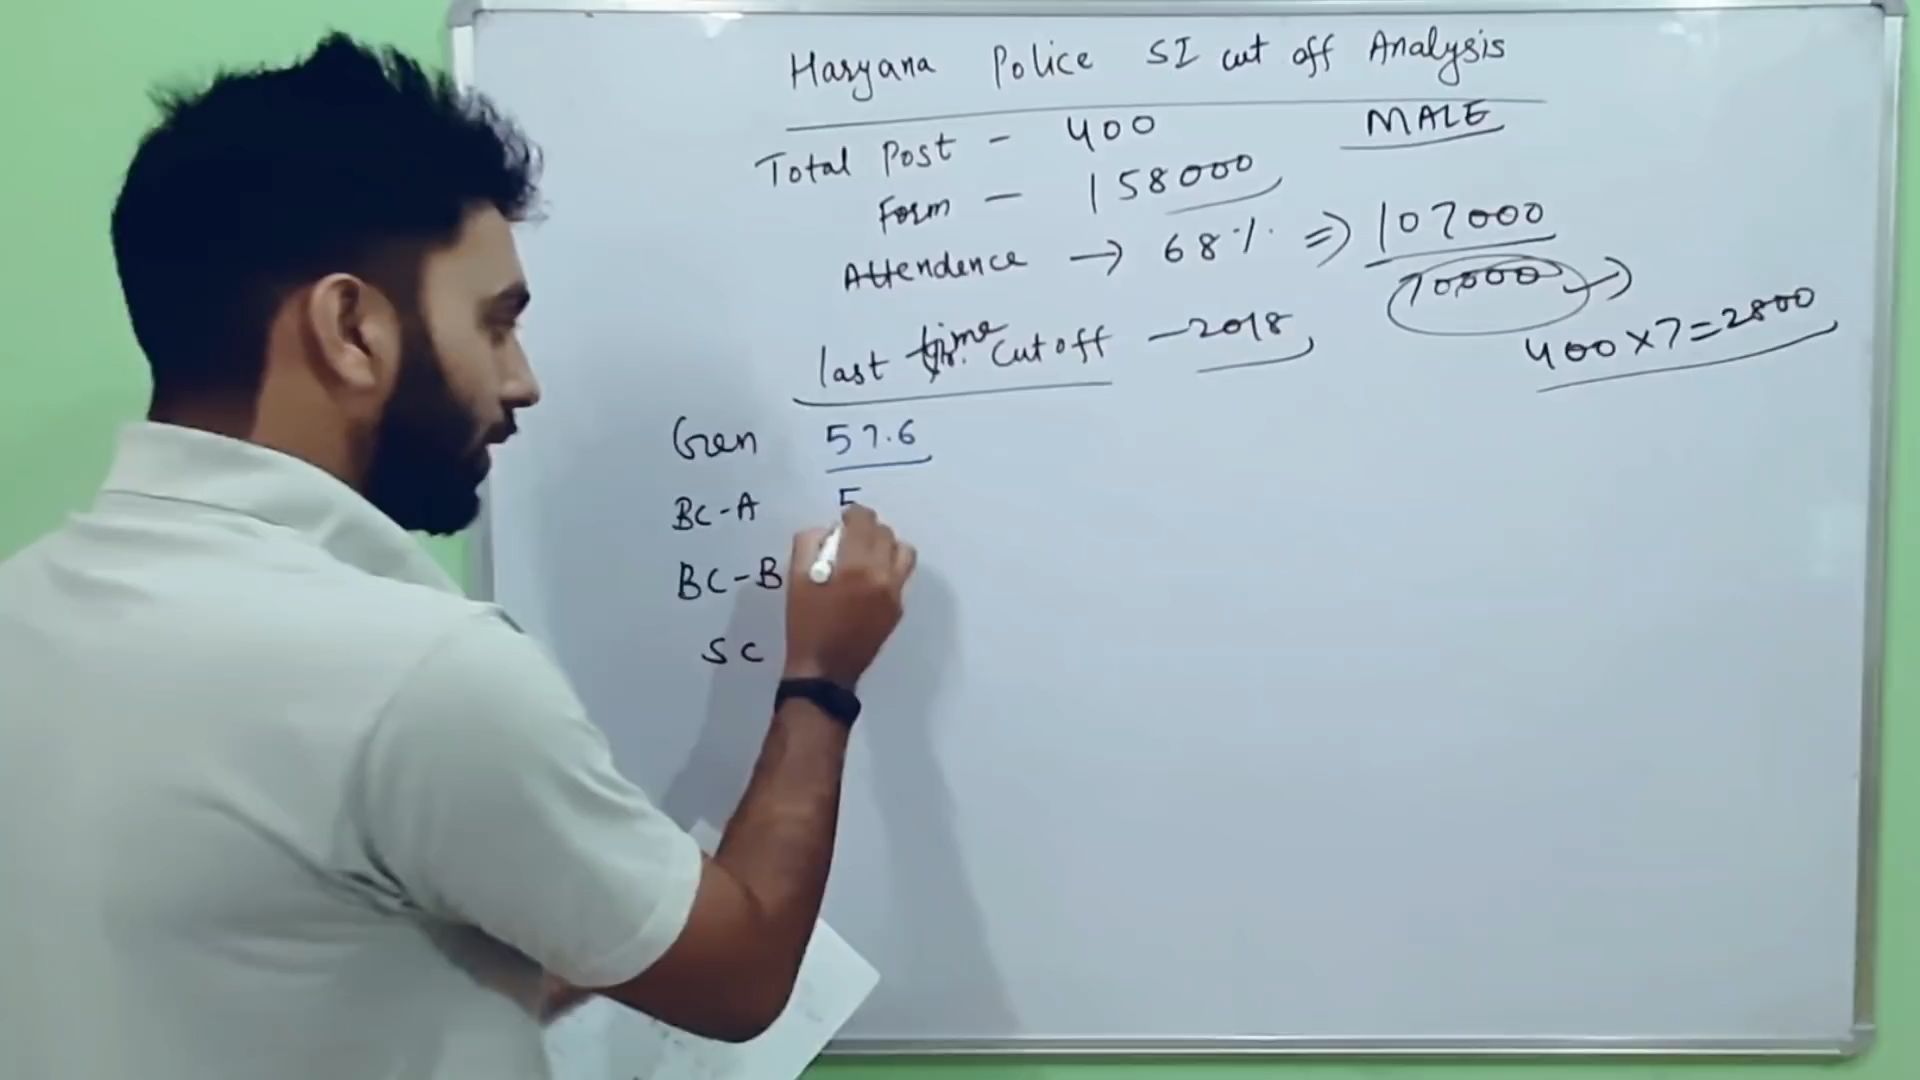 Haryana Police SI cut off Analysis
MALE
Total Post - 400
Form - 158000
Attendence → 68% ⇒ 107000
70,000 →
400×7=2800
last time Cutoff - 2018
Gen 57.6
BC-A 5
BC-B
SC